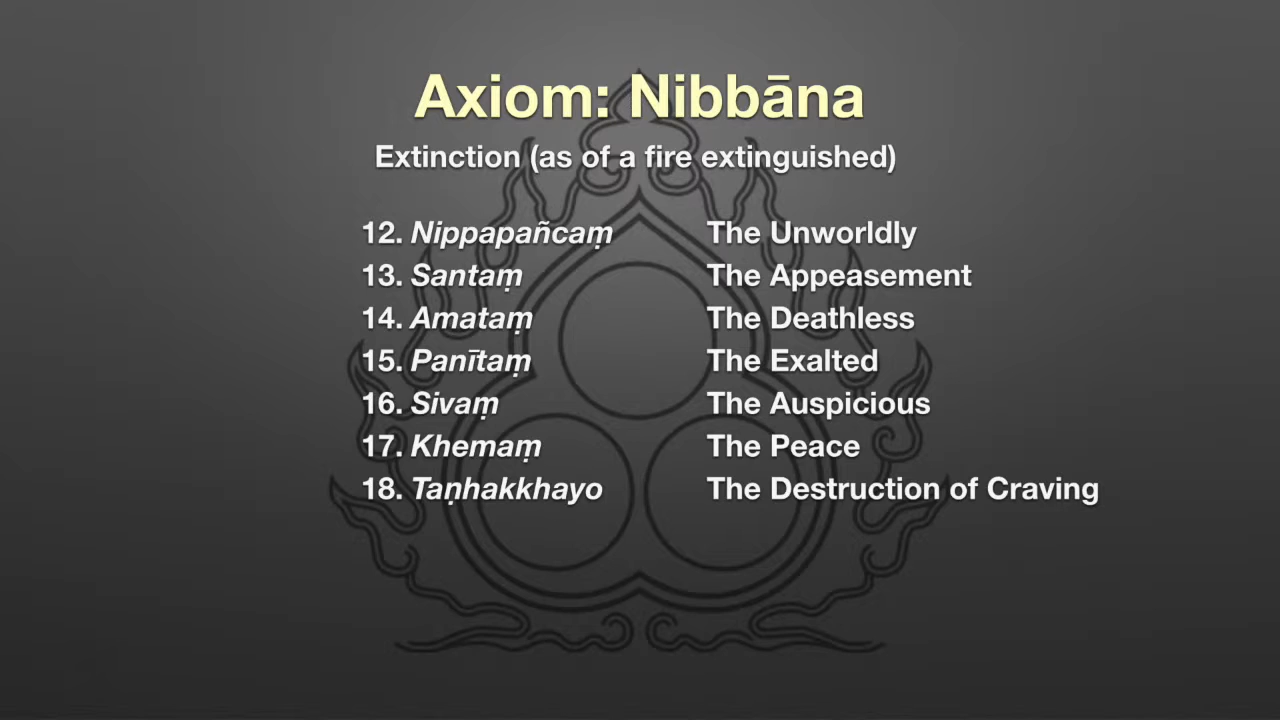 Axiom: Nibbāna
Extinction (as of a fire extinguished)
12. Nippapañcaṃ The Unworldly
13. Santaṃ The Appeasement
14. Amataṃ The Deathless
15. Panītaṃ The Exalted
16. Sivaṃ The Auspicious
17. Khemaṃ The Peace
18. Taṇhakkhayo The Destruction of Craving